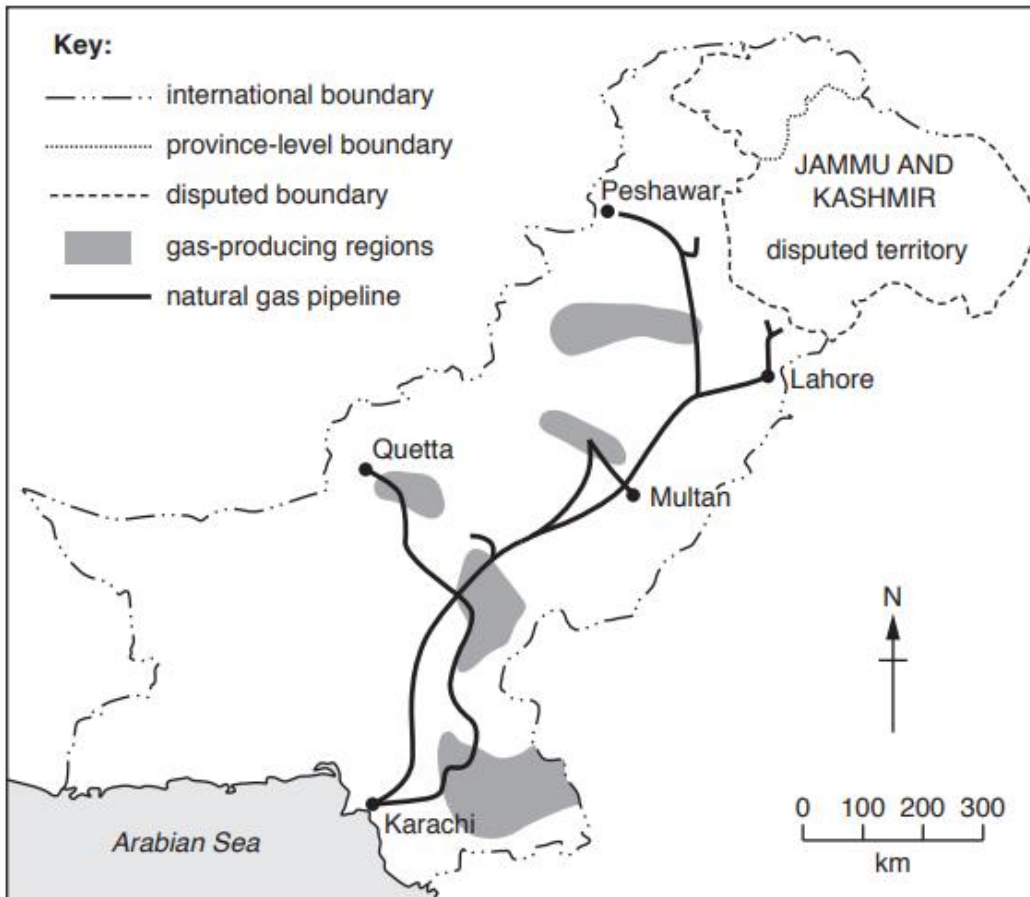 Key:
international boundary
province-level boundary
disputed boundary
gas-producing regions
natural gas pipeline
JAMMU AND
KASHMIR
disputed territory
Peshawar
Lahore
Quetta
Multan
N
Karachi
Arabian Sea
0 100 200 300
km